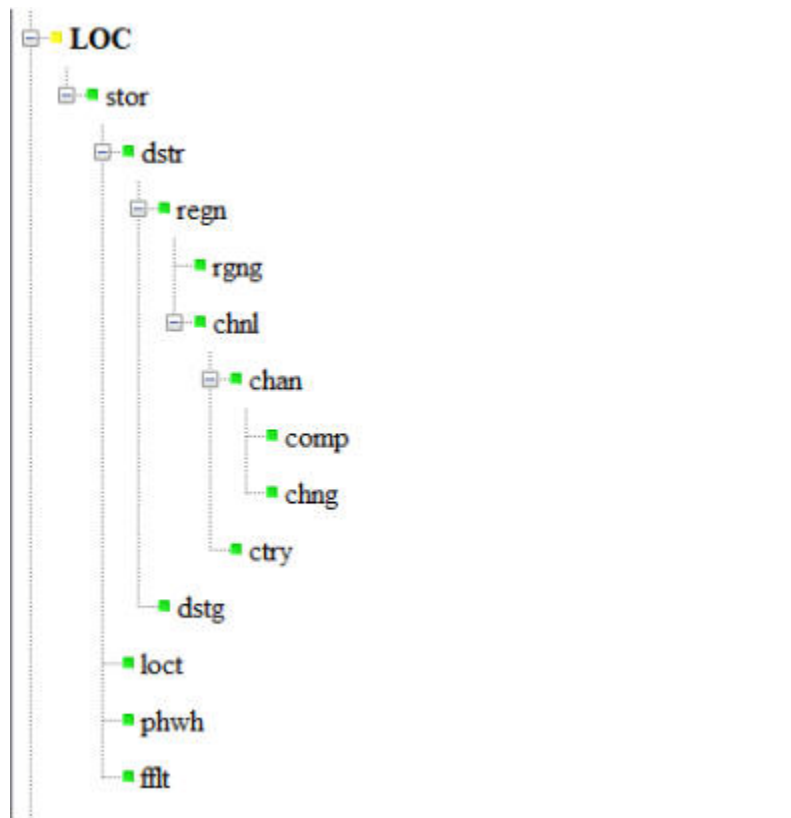 LOC
stor
dstr
regn
rgng
chnl
chan
comp
chng
ctry
dstg
loct
phwh
fflt